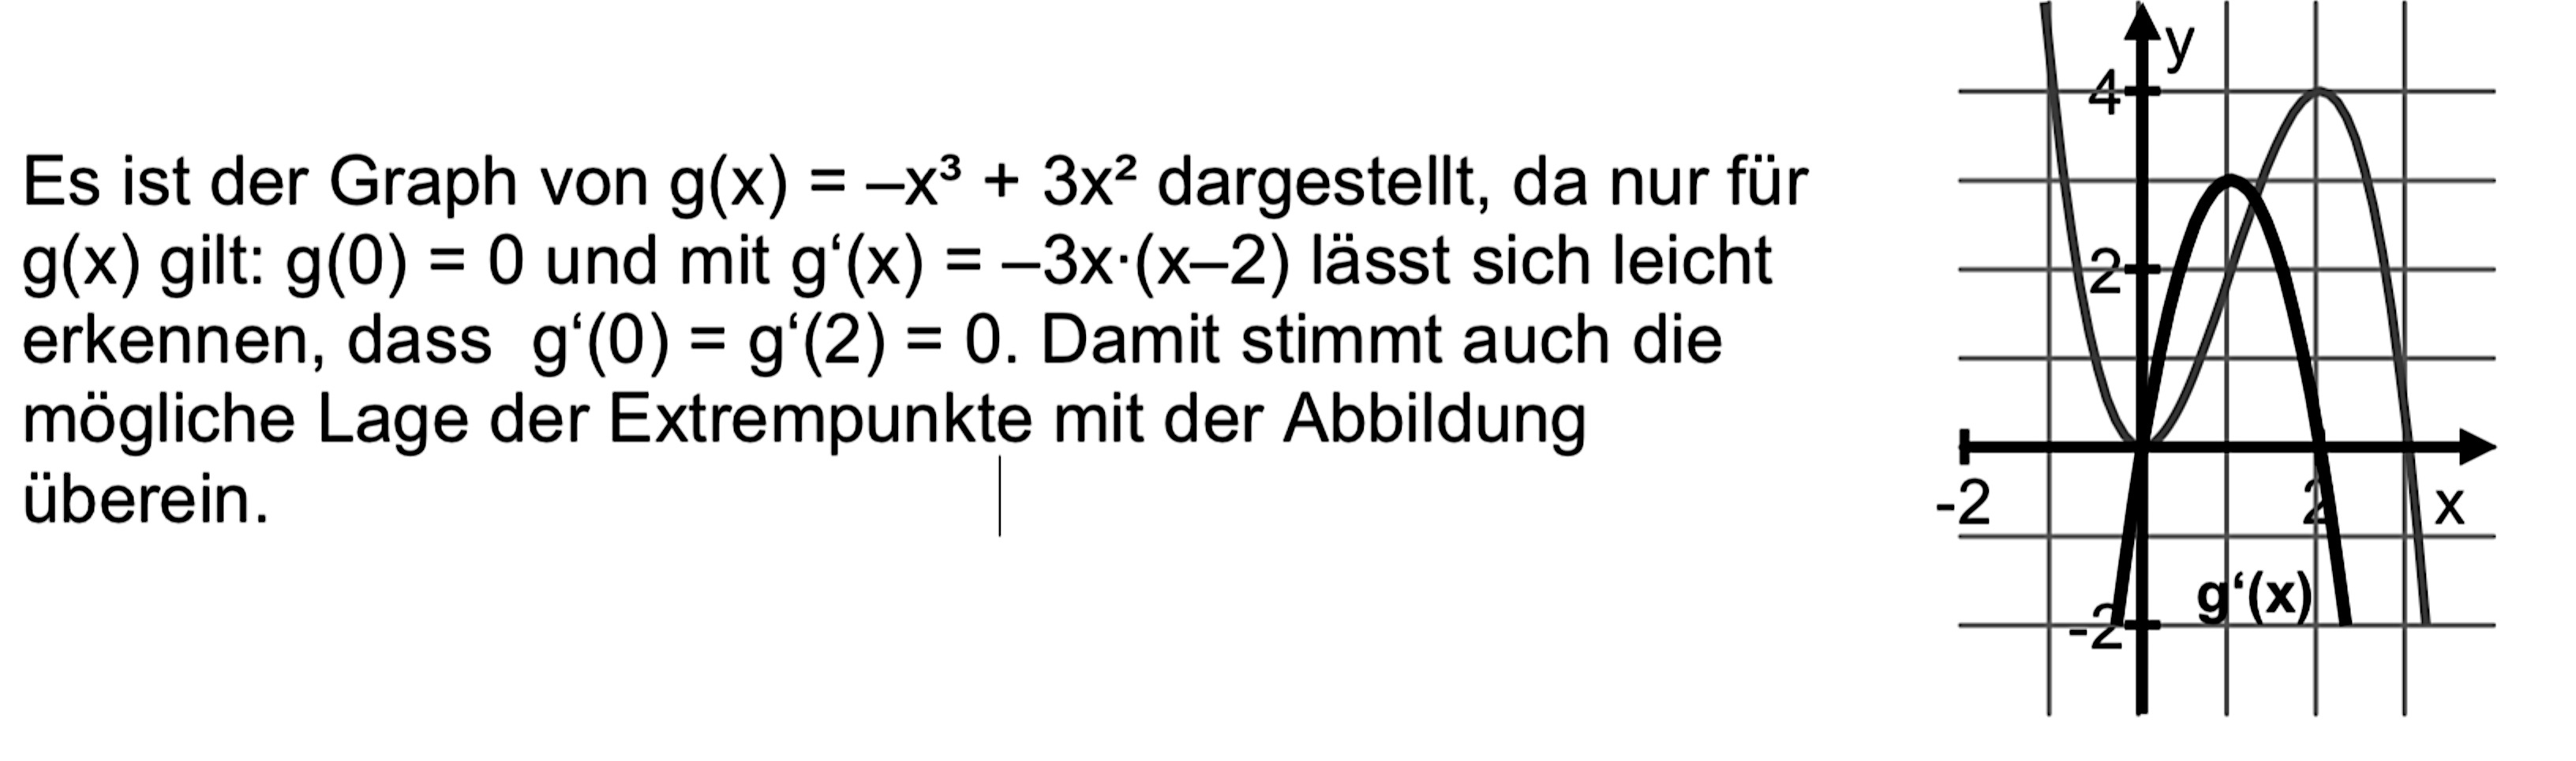 Es ist der Graph von g(x) = –x³ + 3x² dargestellt, da nur für
g(x) gilt: g(0) = 0 und mit g‘(x) = –3x·(x–2) lässt sich leicht
erkennen, dass  g‘(0) = g‘(2) = 0. Damit stimmt auch die
mögliche Lage der Extrempunkte mit der Abbildung
überein.
y
4
2
-2
2
x
g‘(x)
-2